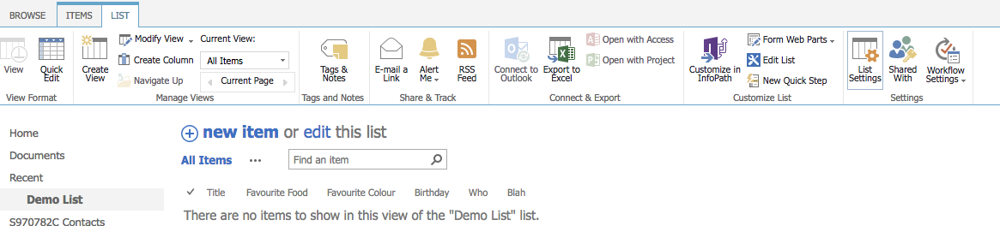 BROWSE ITEMS LIST
View
Quick Edit
View Format
Create View
Modify View
Create Column
Navigate Up
Current View:
All Items
Current Page
Manage Views
Tags & Notes
Tags and Notes
E-mail a Link
Alert Me
RSS Feed
Share & Track
Connect to Outlook
Export to Excel
Open with Access
Open with Project
Connect & Export
Customize in InfoPath
Form Web Parts
Edit List
New Quick Step
Customize List
List Settings
Shared With
Workflow Settings
Settings
Home
Documents
Recent
Demo List
S970782C Contacts
new item or edit this list
All Items ...
Find an item
Title Favourite Food Favourite Colour Birthday Who Blah
There are no items to show in this view of the "Demo List" list.